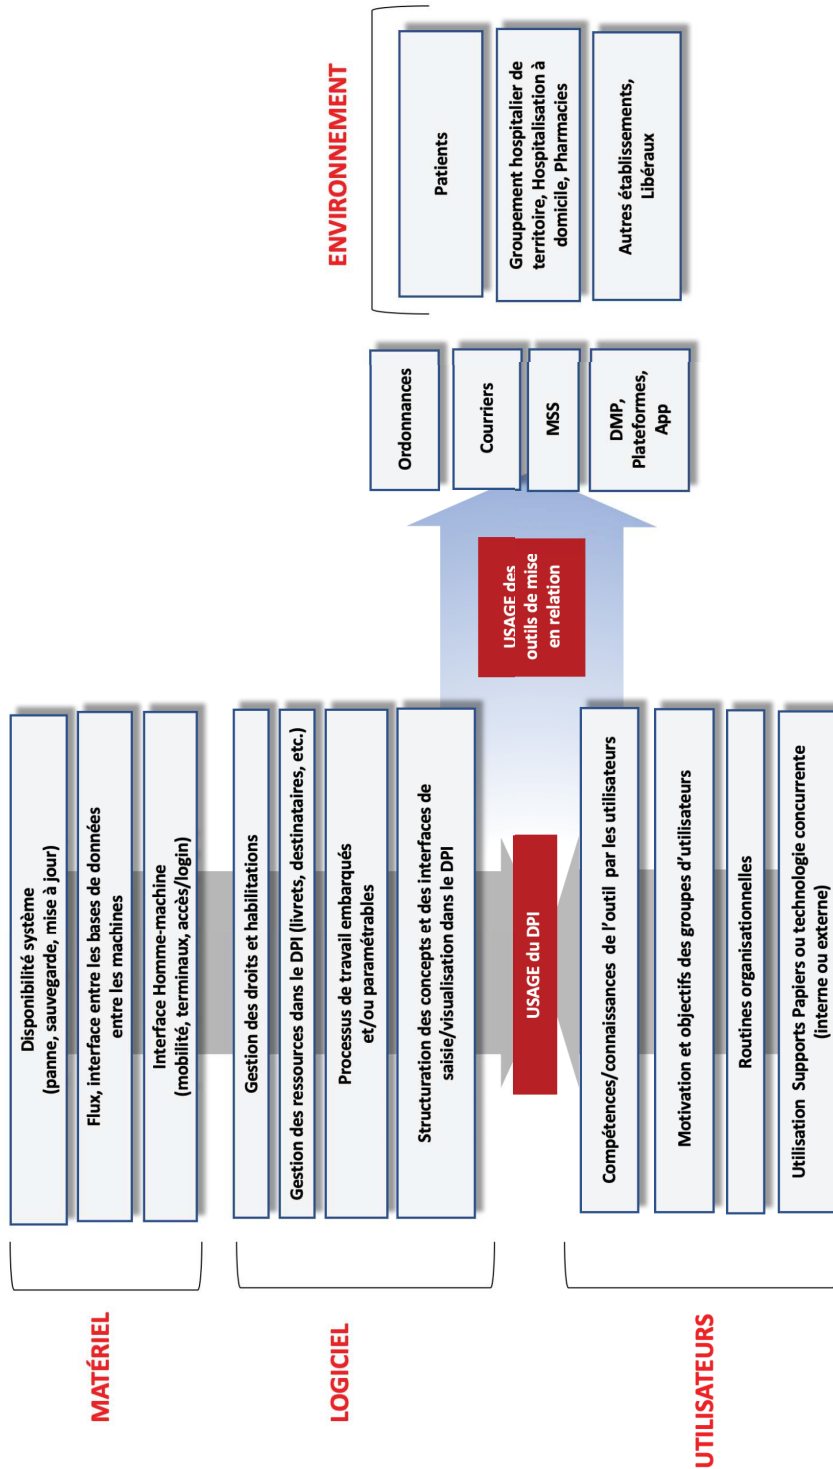 MATÉRIEL
Disponibilité système
(panne, sauvegarde, mise à jour)
Flux, interface entre les bases de données
entre les machines
Interface Homme-machine
(mobilité, terminaux, accès/login)
LOGICIEL
Gestion des droits et habilitations
Gestion des ressources dans le DPI (livrets, destinataires, etc.)
Processus de travail embarqués
et/ou paramétrables
Structuration des concepts et des interfaces de
saisie/visualisation dans le DPI
USAGE du DPI
UTILISATEURS
Compétences/connaissances de l'outil par les utilisateurs
Motivation et objectifs des groupes d'utilisateurs
Routines organisationnelles
Utilisation Supports Papiers ou technologie concurrente
(interne ou externe)
USAGE des
outils de mise
en relation
Ordonnances
Courriers
MSS
DMP,
Plateformes,
App
ENVIRONNEMENT
Patients
Groupement hospitalier de
territoire, Hospitalisation à
domicile, Pharmacies
Autres établissements,
Libéraux